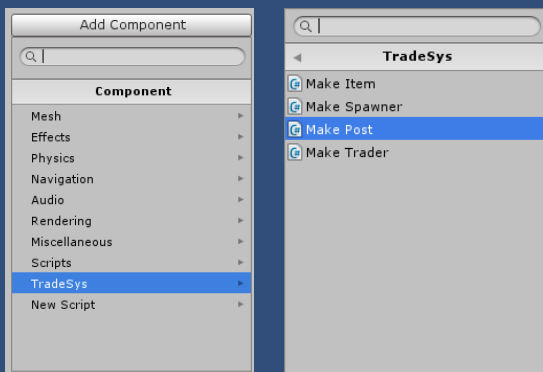 Add Component
Component
Mesh
Effects
Physics
Navigation
Audio
Rendering
Miscellaneous
Scripts
TradeSys
New Script
TradeSys
Make Item
Make Spawner
Make Post
Make Trader